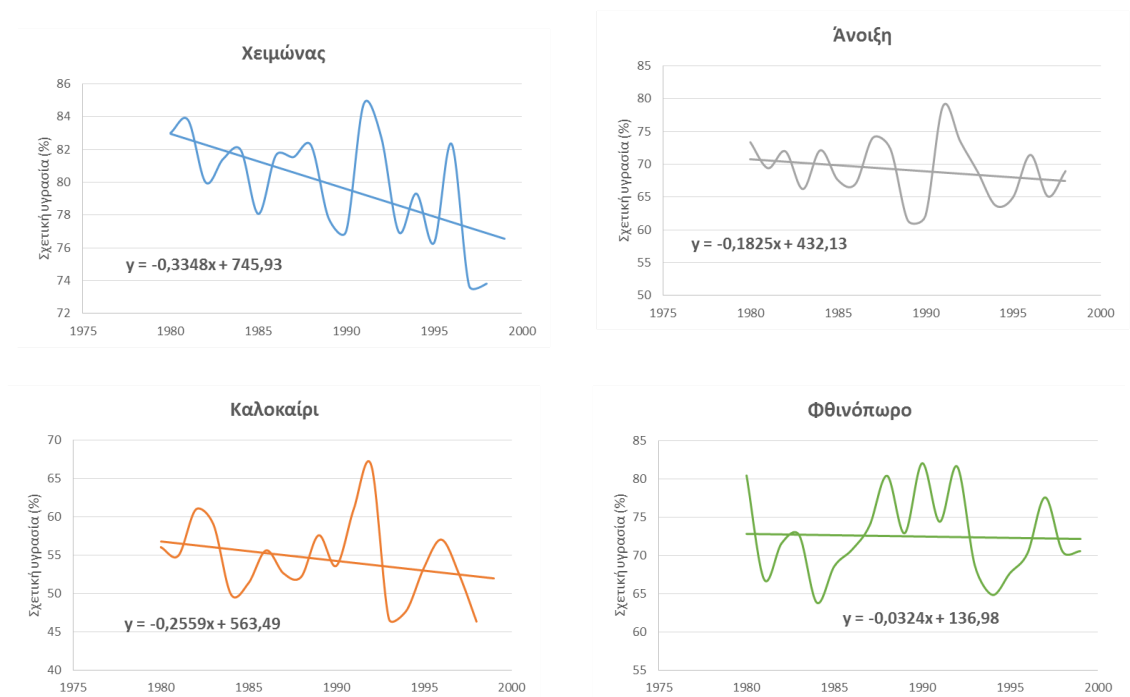 Χειμώνας
Σχετική υγρασία (%)
86
84
82
80
78
76
74
72
y = -0,3348x + 745,93
1975 1980 1985 1990 1995 2000
Άνοιξη
Σχετική υγρασία (%)
85
80
75
70
65
60
55
50
y = -0,1825x + 432,13
1975 1980 1985 1990 1995 2000
Καλοκαίρι
Σχετική υγρασία (%)
70
65
60
55
50
45
40
y = -0,2559x + 563,49
1975 1980 1985 1990 1995 2000
Φθινόπωρο
Σχετική υγρασία (%)
85
80
75
70
65
60
55
y = -0,0324x + 136,98
1975 1980 1985 1990 1995 2000